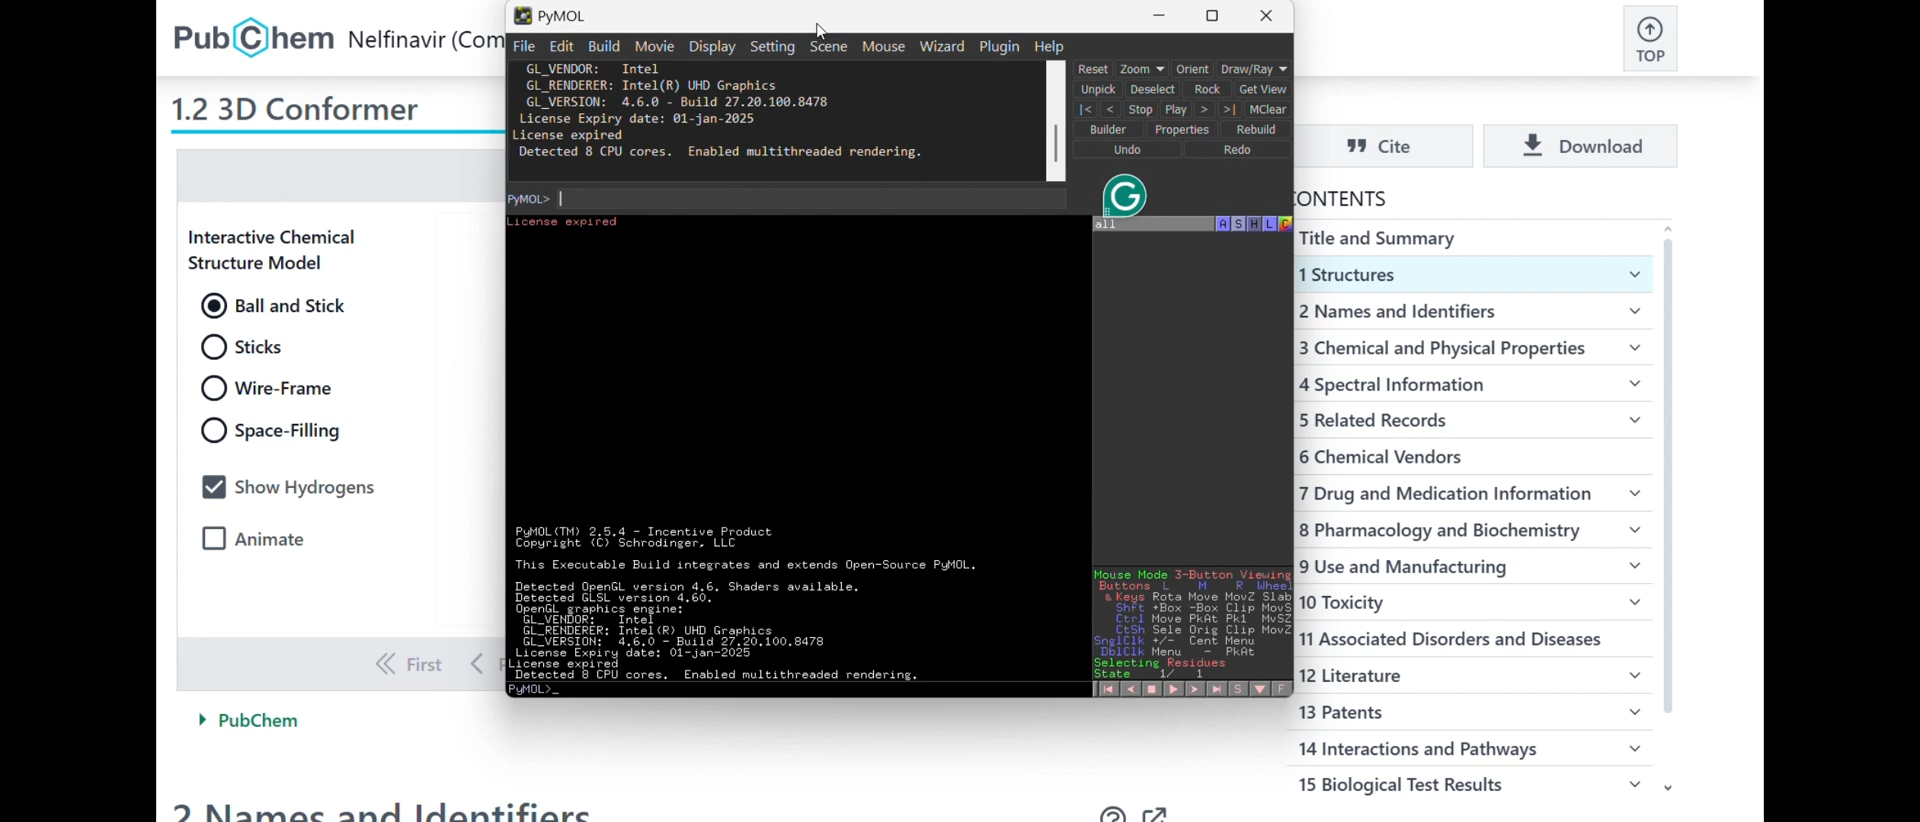 PubChem Nelfinavir (Com
TOP
1.2 3D Conformer
Cite
Download
Interactive Chemical
Structure Model
Ball and Stick
Sticks
Wire-Frame
Space-Filling
Show Hydrogens
Animate
First
PubChem
2 Names and Identifiers
PyMOL
File Edit Build Movie Display Setting Scene Mouse Wizard Plugin Help
GL_VENDOR: Intel
GL_RENDERER: Intel(R) UHD Graphics
GL_VERSION: 4.6.0 - Build 27.20.100.8478
License Expiry date: 01-jan-2025
License expired
Detected 8 CPU cores. Enabled multithreaded rendering.
PyMOL>
Reset Zoom Orient Draw/Ray
Unpick Deselect Rock Get View
|< < Stop Play > >| MClear
Builder Properties Rebuild
Undo Redo
G
all A S H L C
License expired
PyMOL(TM) 2.5.4 - Incentive Product
Copyright (C) Schrodinger, LLC
This Executable Build integrates and extends Open-Source PyMOL.
Detected OpenGL version 4.6. Shaders available.
Detected GLSL version 4.60.
OpenGL graphics engine:
GL_VENDOR: Intel
GL_RENDERER: Intel(R) UHD Graphics
GL_VERSION: 4.6.0 - Build 27.20.100.8478
License Expiry date: 01-jan-2025
License expired
Detected 8 CPU cores. Enabled multithreaded rendering.
PyMOL>_
Mouse Mode 3-Button Viewing
Buttons L M R Wheel
& Keys Rota Move MovZ Slab
Shft +Box -Box Clip MovS
Ctrl Move PkAt Pk1 MvSZ
CtSh Sele Orig Clip MovZ
SnglClk +/- Cent Menu
DblClk Menu - PkAt
Selecting Residues
State 1/ 1
S F
CONTENTS
Title and Summary
1 Structures
2 Names and Identifiers
3 Chemical and Physical Properties
4 Spectral Information
5 Related Records
6 Chemical Vendors
7 Drug and Medication Information
8 Pharmacology and Biochemistry
9 Use and Manufacturing
10 Toxicity
11 Associated Disorders and Diseases
12 Literature
13 Patents
14 Interactions and Pathways
15 Biological Test Results